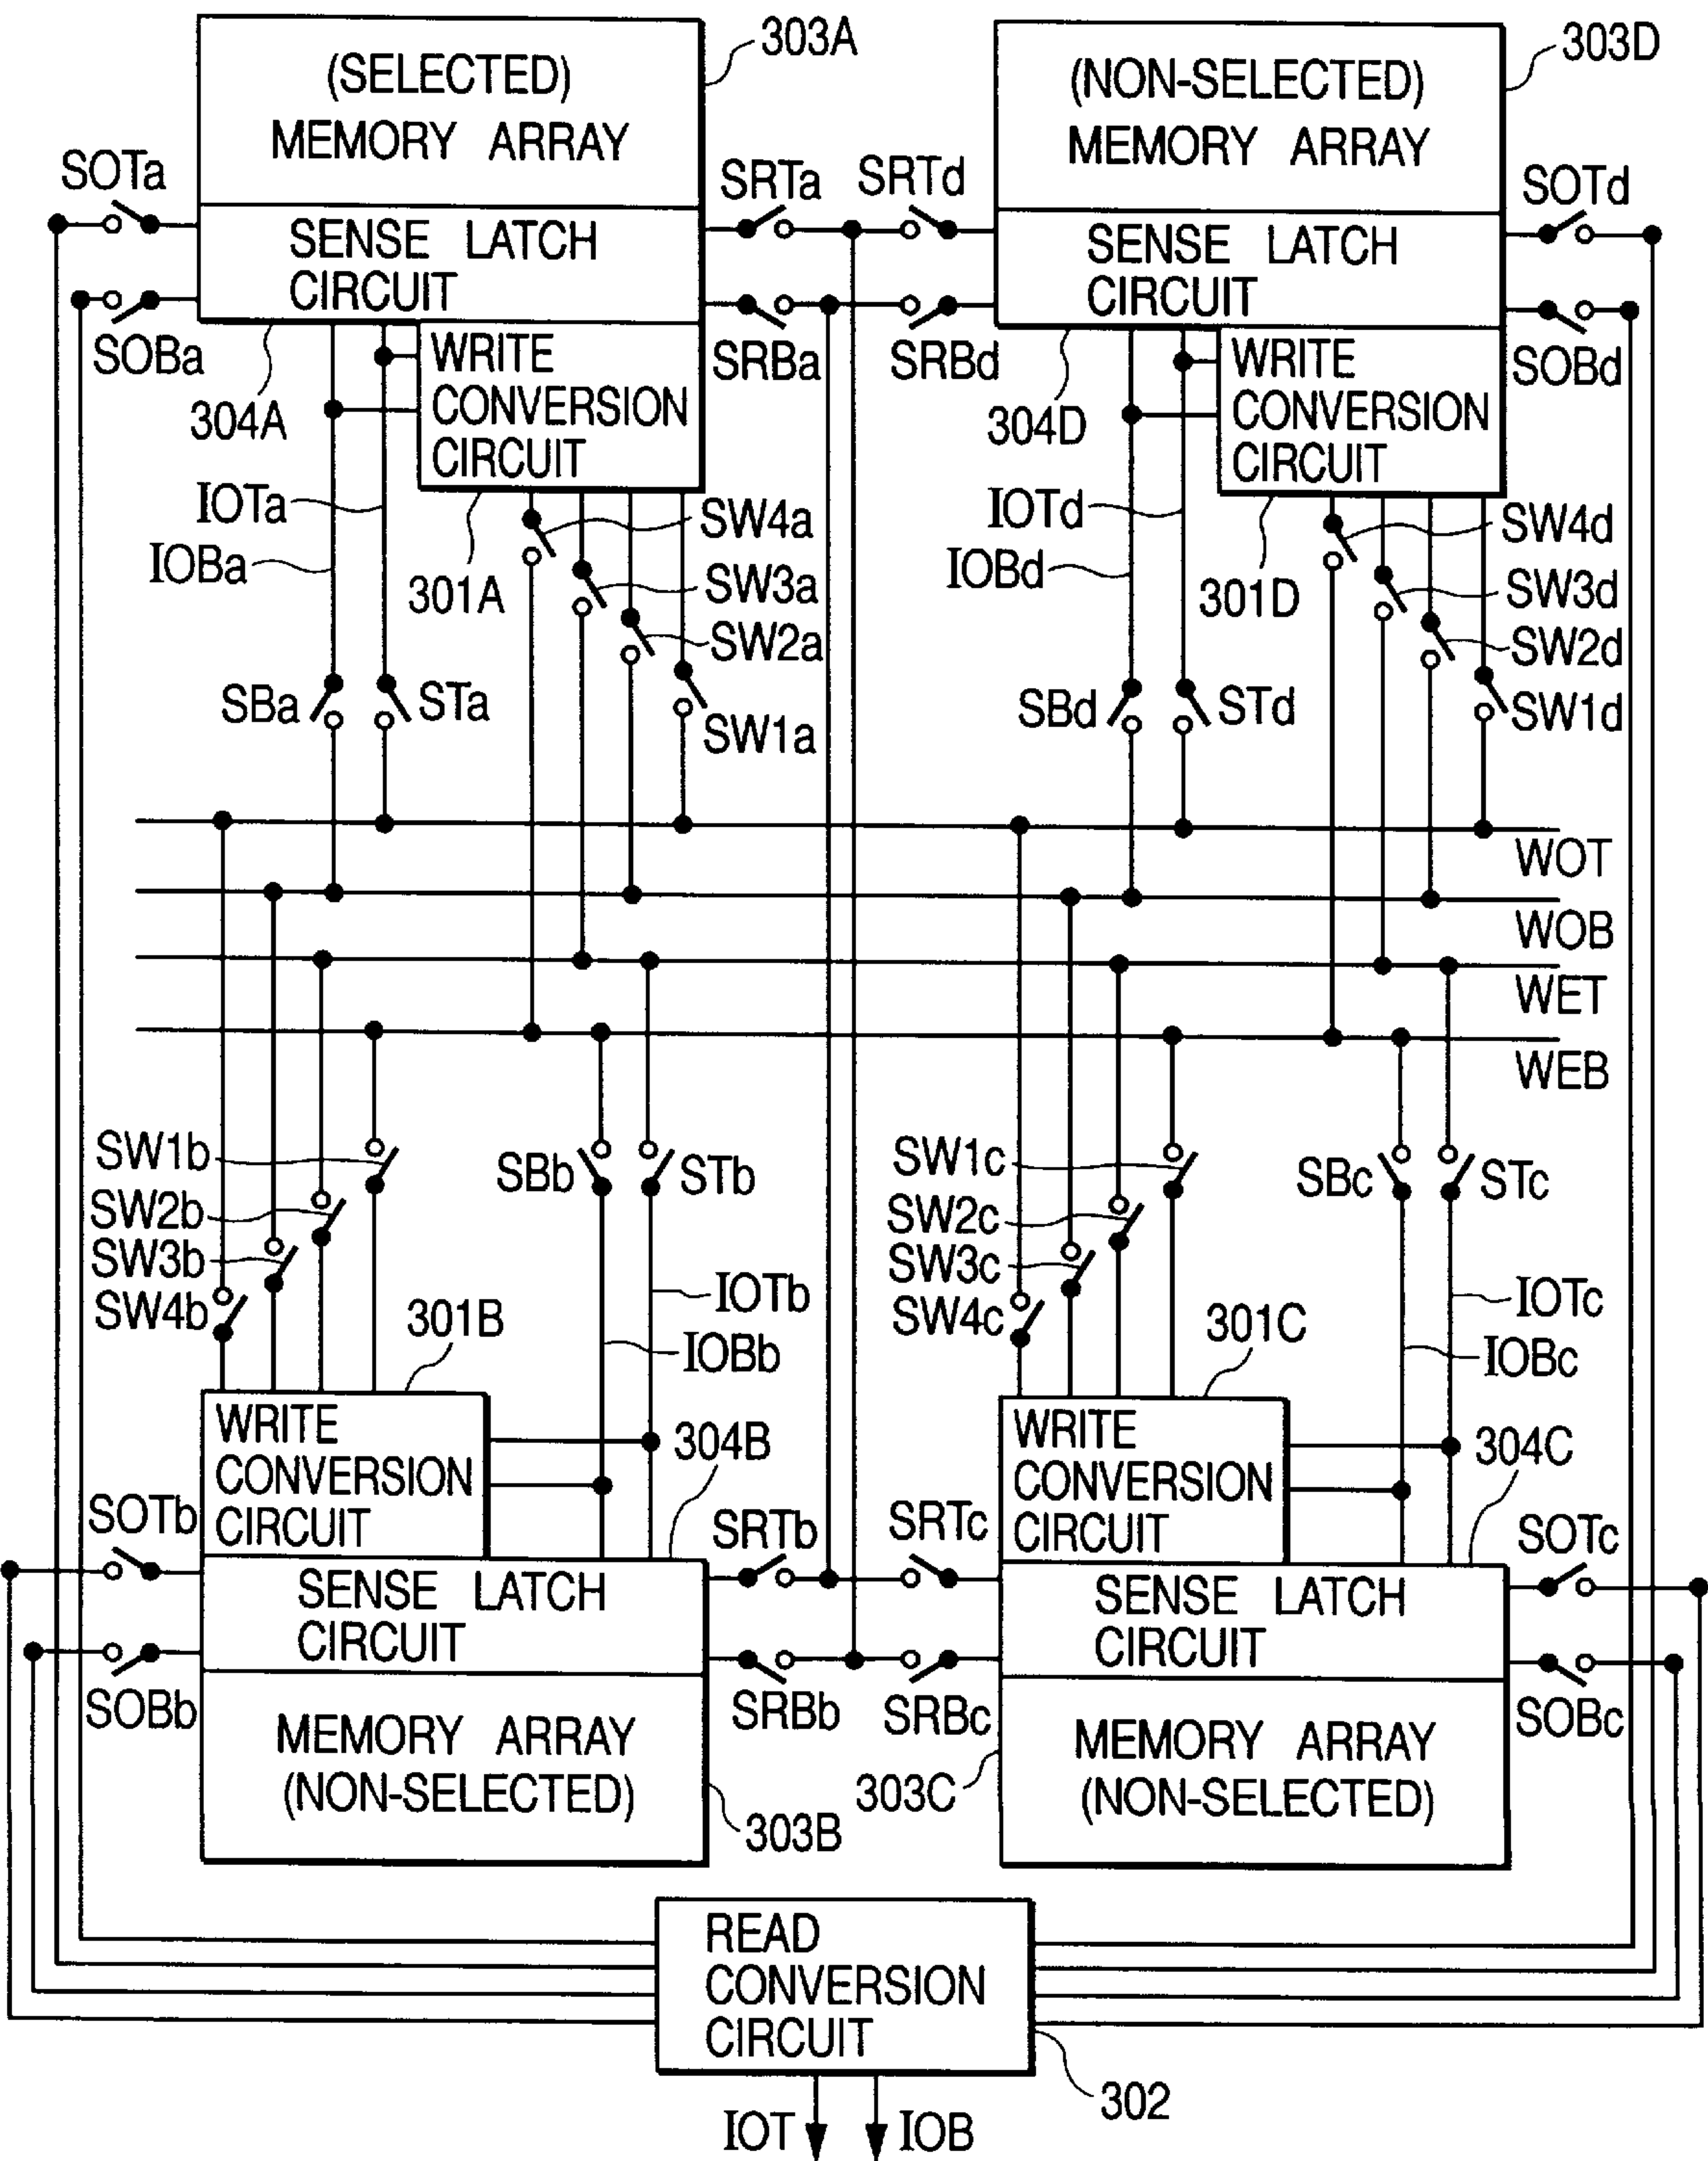 303A
(SELECTED)
MEMORY ARRAY
303D
(NON-SELECTED)
MEMORY ARRAY
SOTa
SRTa
SRTd
SOTd
SENSE LATCH
CIRCUIT
SENSE LATCH
CIRCUIT
SOBa
SRBa
SRBd
SOBd
304A
WRITE
CONVERSION
CIRCUIT
304D
WRITE
CONVERSION
CIRCUIT
IOTa
IOBa
301A
SW4a
SW3a
SW2a
SW1a
IOTd
IOBd
301D
SW4d
SW3d
SW2d
SW1d
SBa
STa
SBd
STd
WOT
WOB
WET
WEB
SW1b
SW2b
SW3b
SW4b
SBb
STb
SW1c
SW2c
SW3c
SW4c
SBc
STc
IOTb
IOBb
301B
IOTc
IOBc
301C
WRITE
CONVERSION
CIRCUIT
304B
WRITE
CONVERSION
CIRCUIT
304C
SOTb
SRTb
SRTc
SOTc
SENSE LATCH
CIRCUIT
SENSE LATCH
CIRCUIT
SOBb
SRBb
SRBc
SOBc
MEMORY ARRAY
(NON-SELECTED)
303B
MEMORY ARRAY
(NON-SELECTED)
303C
READ
CONVERSION
CIRCUIT
302
IOT
IOB